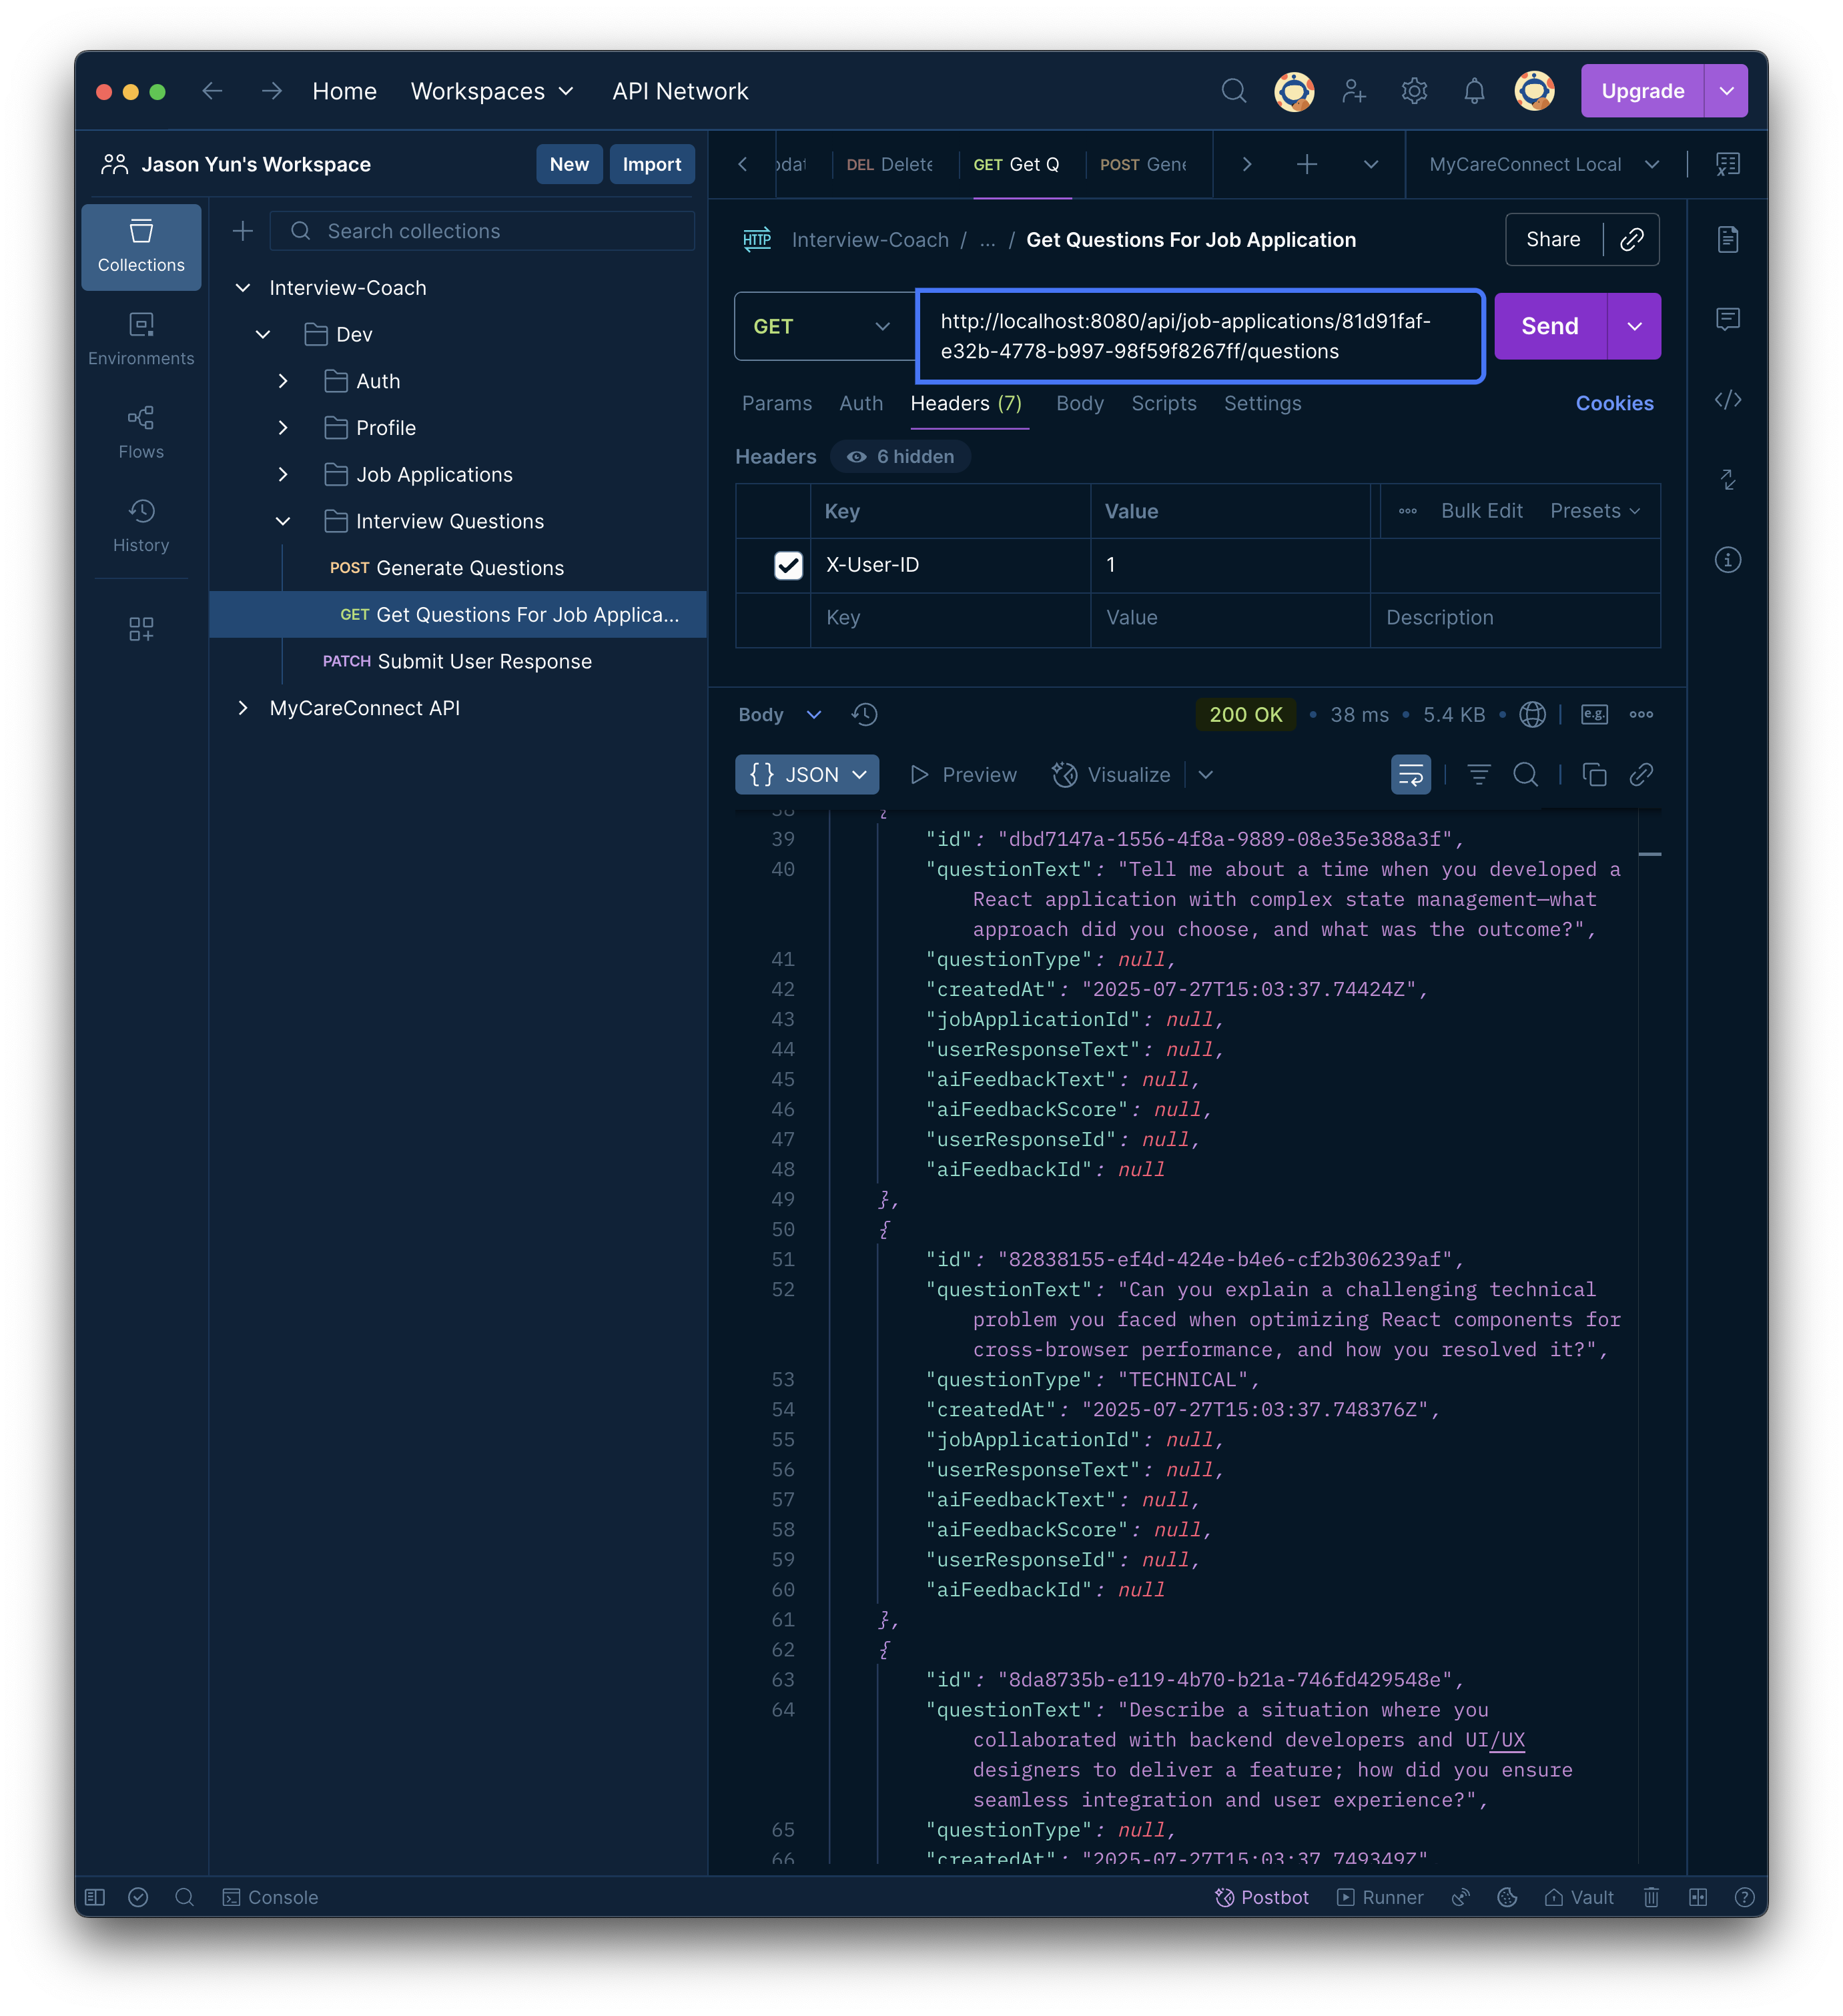 Home
Workspaces
API Network
Upgrade
Jason Yun's Workspace
New
Import
DEL Delete
GET Get Q
POST Gene
MyCareConnect Local
Collections
Environments
Flows
History
Search collections
Interview-Coach
Dev
Auth
Profile
Job Applications
Interview Questions
POST Generate Questions
GET Get Questions For Job Applica...
PATCH Submit User Response
MyCareConnect API
HTTP Interview-Coach / ... / Get Questions For Job Application
Share
GET
http://localhost:8080/api/job-applications/81d91faf-
e32b-4778-b997-98f59f8267ff/questions
Send
Params Auth Headers (7) Body Scripts Settings Cookies
Headers 6 hidden
Key Value Bulk Edit Presets
X-User-ID 1
Key Value Description
Body 200 OK • 38 ms • 5.4 KB • e.g.
{} JSON Preview Visualize
38 {
39 "id": "dbd7147a-1556-4f8a-9889-08e35e388a3f",
40 "questionText": "Tell me about a time when you developed a
React application with complex state management—what
approach did you choose, and what was the outcome?",
41 "questionType": null,
42 "createdAt": "2025-07-27T15:03:37.74424Z",
43 "jobApplicationId": null,
44 "userResponseText": null,
45 "aiFeedbackText": null,
46 "aiFeedbackScore": null,
47 "userResponseId": null,
48 "aiFeedbackId": null
49 },
50 {
51 "id": "82838155-ef4d-424e-b4e6-cf2b306239af",
52 "questionText": "Can you explain a challenging technical
problem you faced when optimizing React components for
cross-browser performance, and how you resolved it?",
53 "questionType": "TECHNICAL",
54 "createdAt": "2025-07-27T15:03:37.748376Z",
55 "jobApplicationId": null,
56 "userResponseText": null,
57 "aiFeedbackText": null,
58 "aiFeedbackScore": null,
59 "userResponseId": null,
60 "aiFeedbackId": null
61 },
62 {
63 "id": "8da8735b-e119-4b70-b21a-746fd429548e",
64 "questionText": "Describe a situation where you
collaborated with backend developers and UI/UX
designers to deliver a feature; how did you ensure
seamless integration and user experience?",
65 "questionType": null,
66 "createdAt": "2025-07-27T15:03:37.749349Z"
Console
Postbot
Runner
Vault